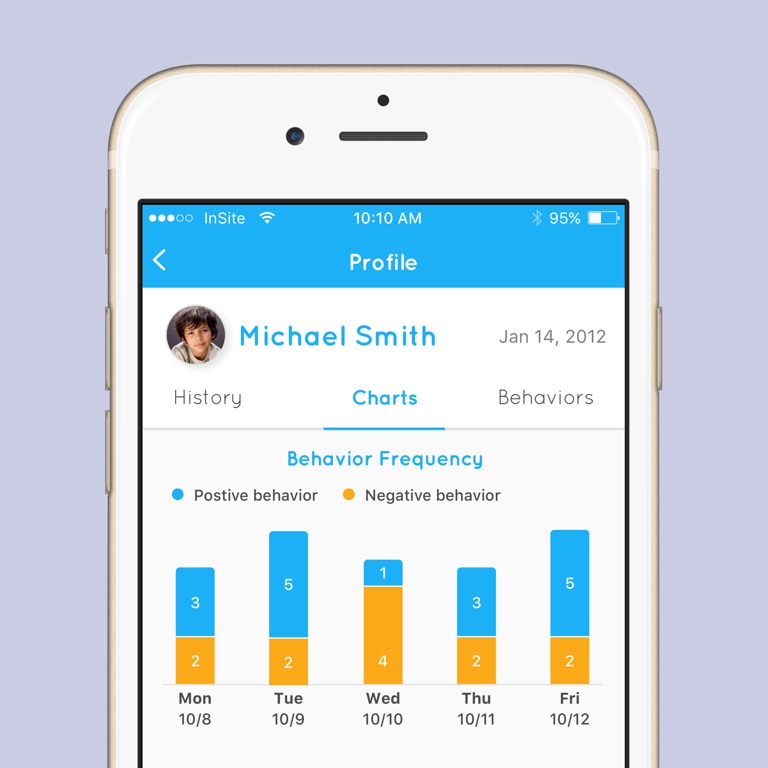 InSite 10:10 AM 95%
Profile
Michael Smith Jan 14, 2012
History Charts Behaviors
Behavior Frequency
Postive behavior Negative behavior
3 5 1 3 5
2 2 4 2 2
Mon Tue Wed Thu Fri
10/8 10/9 10/10 10/11 10/12